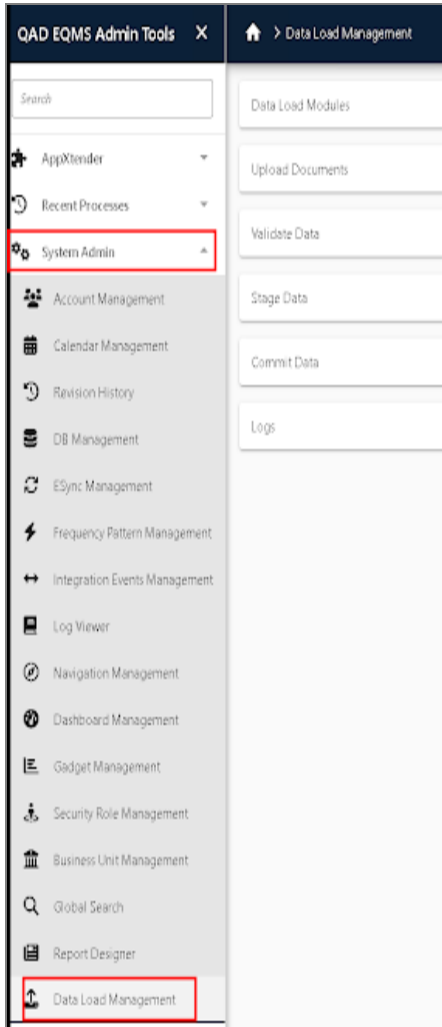 QAD EQMS Admin Tools ×
Search
AppXtender
Recent Processes
System Admin
Account Management
Calendar Management
Revision History
DB Management
ESync Management
Frequency Pattern Management
Integration Events Management
Log Viewer
Navigation Management
Dashboard Management
Gadget Management
Security Role Management
Business Unit Management
Global Search
Report Designer
Data Load Management
> Data Load Management
Data Load Modules
Upload Documents
Validate Data
Stage Data
Commit Data
Logs